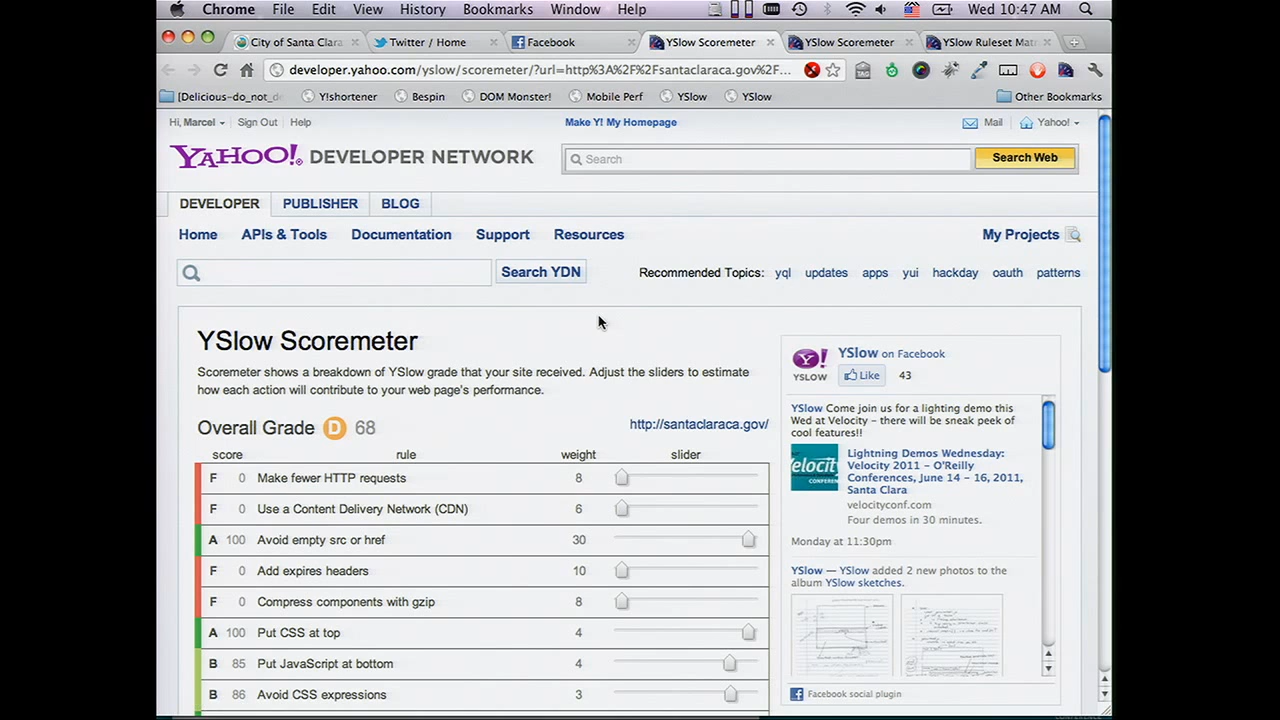 Chrome File Edit View History Bookmarks Window Help Wed 10:47 AM
City of Santa Clara Twitter / Home Facebook YSlow Scoremeter YSlow Scoremeter YSlow Ruleset Mat
developer.yahoo.com/yslow/scoremeter/?url=http%3A%2F%2Fsantaclaraca.gov%2F...
[Delicious-do_not_d Y!shortener Bespin DOM Monster! Mobile Perf YSlow YSlow Other Bookmarks
Hi, Marcel Sign Out Help Make Y! My Homepage Mail Yahoo!
YAHOO! DEVELOPER NETWORK Search Search Web
DEVELOPER PUBLISHER BLOG
Home APIs & Tools Documentation Support Resources My Projects
Search YDN Recommended Topics: yql updates apps yui hackday oauth patterns
YSlow Scoremeter
Scoremeter shows a breakdown of YSlow grade that your site received. Adjust the sliders to estimate
how each action will contribute to your web page's performance.
Overall Grade D 68 http://santaclaraca.gov/
score rule weight slider
F 0 Make fewer HTTP requests 8
F 0 Use a Content Delivery Network (CDN) 6
A 100 Avoid empty src or href 30
F 0 Add expires headers 10
F 0 Compress components with gzip 8
A 100 Put CSS at top 4
B 85 Put JavaScript at bottom 4
B 86 Avoid CSS expressions 3
Y! YSLOW
YSlow on Facebook
Like 43
YSlow Come join us for a lighting demo this
Wed at Velocity - there will be sneak peek of
cool features!!
elocity
CONFERENC
Lightning Demos Wednesday:
Velocity 2011 - O'Reilly
Conferences, June 14 - 16, 2011,
Santa Clara
velocityconf.com
Four demos in 30 minutes.
Monday at 11:30pm
YSlow — YSlow added 2 new photos to the
album YSlow sketches.
Facebook social plugin